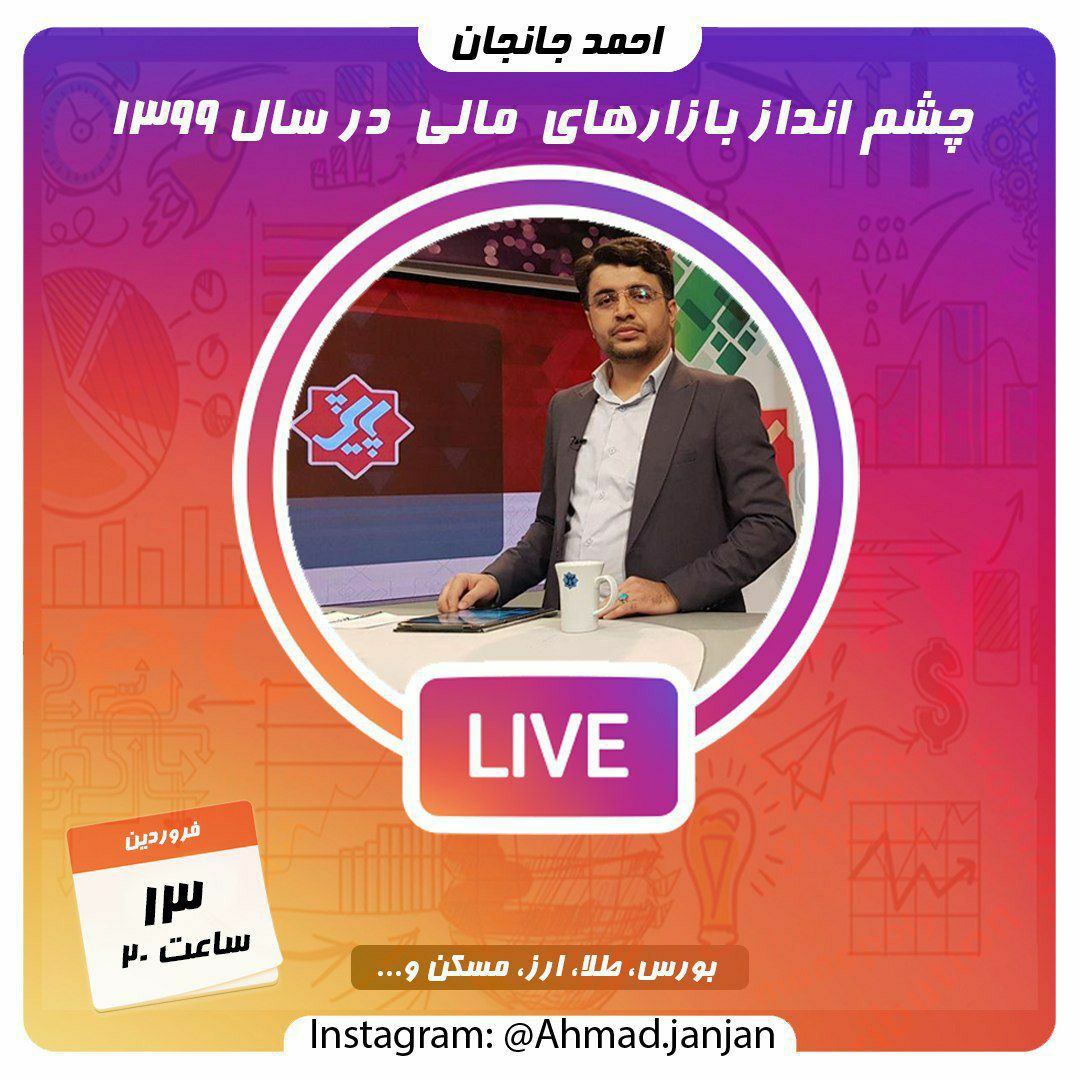 احمد جانجان
چشم انداز بازارهای مالی در سال ۱۳۹۹
پایش
LIVE
فروردین
۱۳
ساعت ۲۰
بورس، طلا، ارز، مسکن و...
Instagram: @Ahmad.janjan